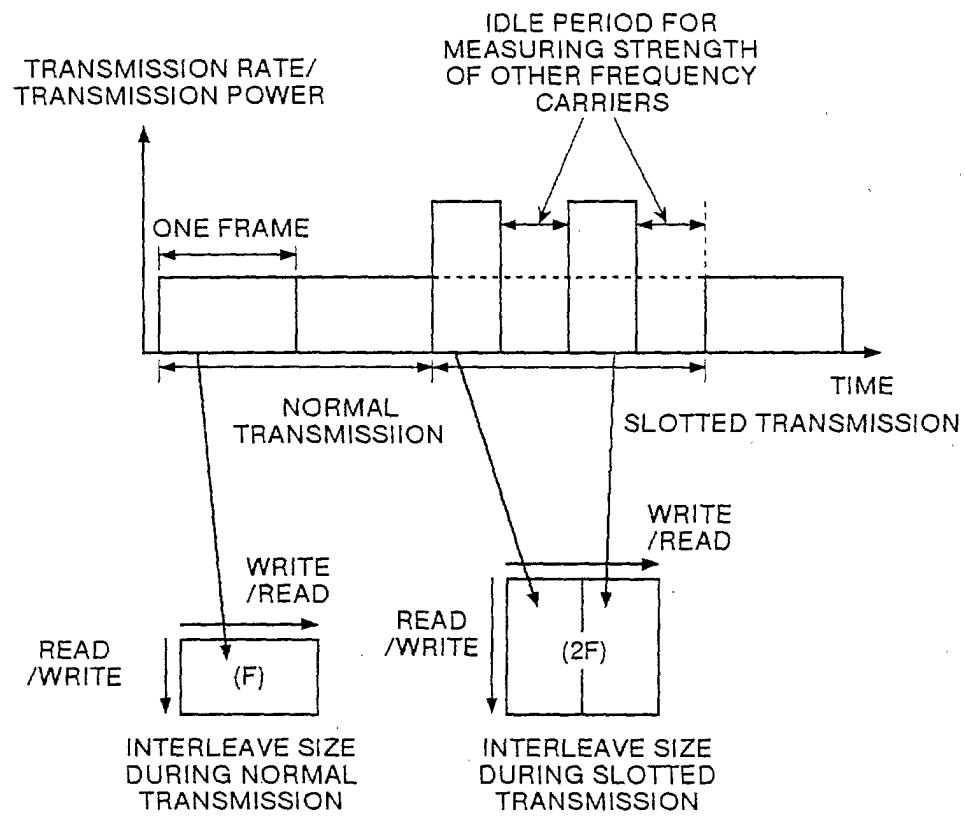 IDLE PERIOD FOR
MEASURING STRENGTH
OF OTHER FREQUENCY
CARRIERS
TRANSMISSION RATE/
TRANSMISSION POWER
ONE FRAME
TIME
NORMAL
TRANSMISSIION
SLOTTED TRANSMISSION
WRITE
/READ
READ
/WRITE
(F)
INTERLEAVE SIZE
DURING NORMAL
TRANSMISSION
WRITE
/READ
READ
/WRITE
(2F)
INTERLEAVE SIZE
DURING SLOTTED
TRANSMISSION